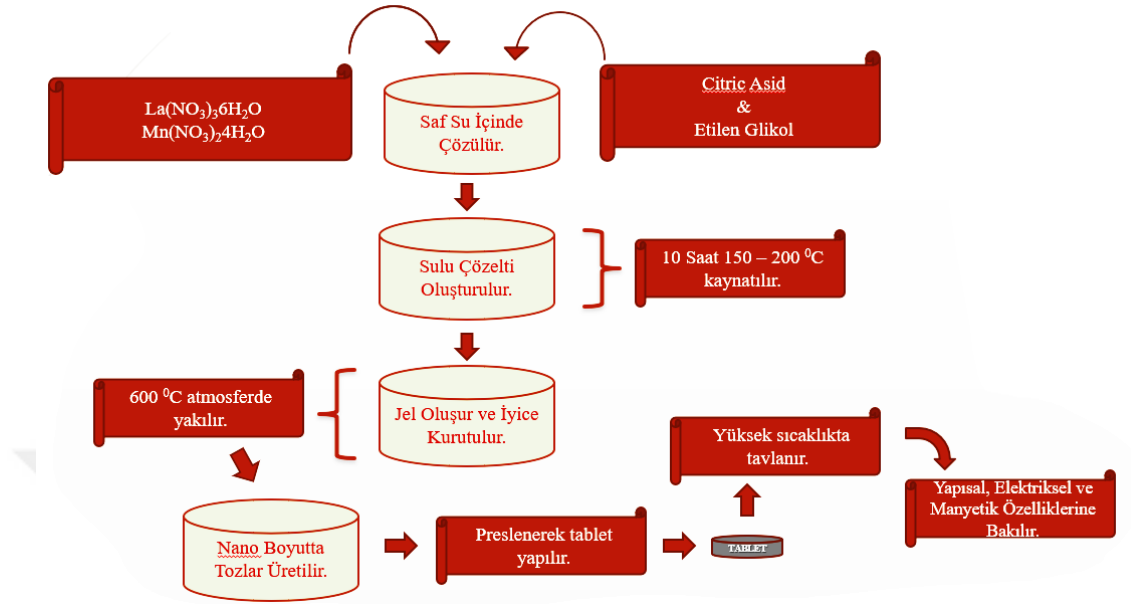 La(NO₃)₃6H₂O
Mn(NO₃)₂4H₂O
Saf Su İçinde
Çözülür.
Citric Asid
&
Etilen Glikol
Sulu Çözelti
Oluşturulur.
10 Saat 150 – 200 ⁰C
kaynatılır.
Jel Oluşur ve İyice
Kurutulur.
600 ⁰C atmosferde
yakılır.
Nano Boyutta
Tozlar Üretilir.
Preslenerek tablet
yapılır.
TABLET
Yüksek sıcaklıkta
tavlanır.
Yapısal, Elektriksel ve
Manyetik Özelliklerine
Bakılır.